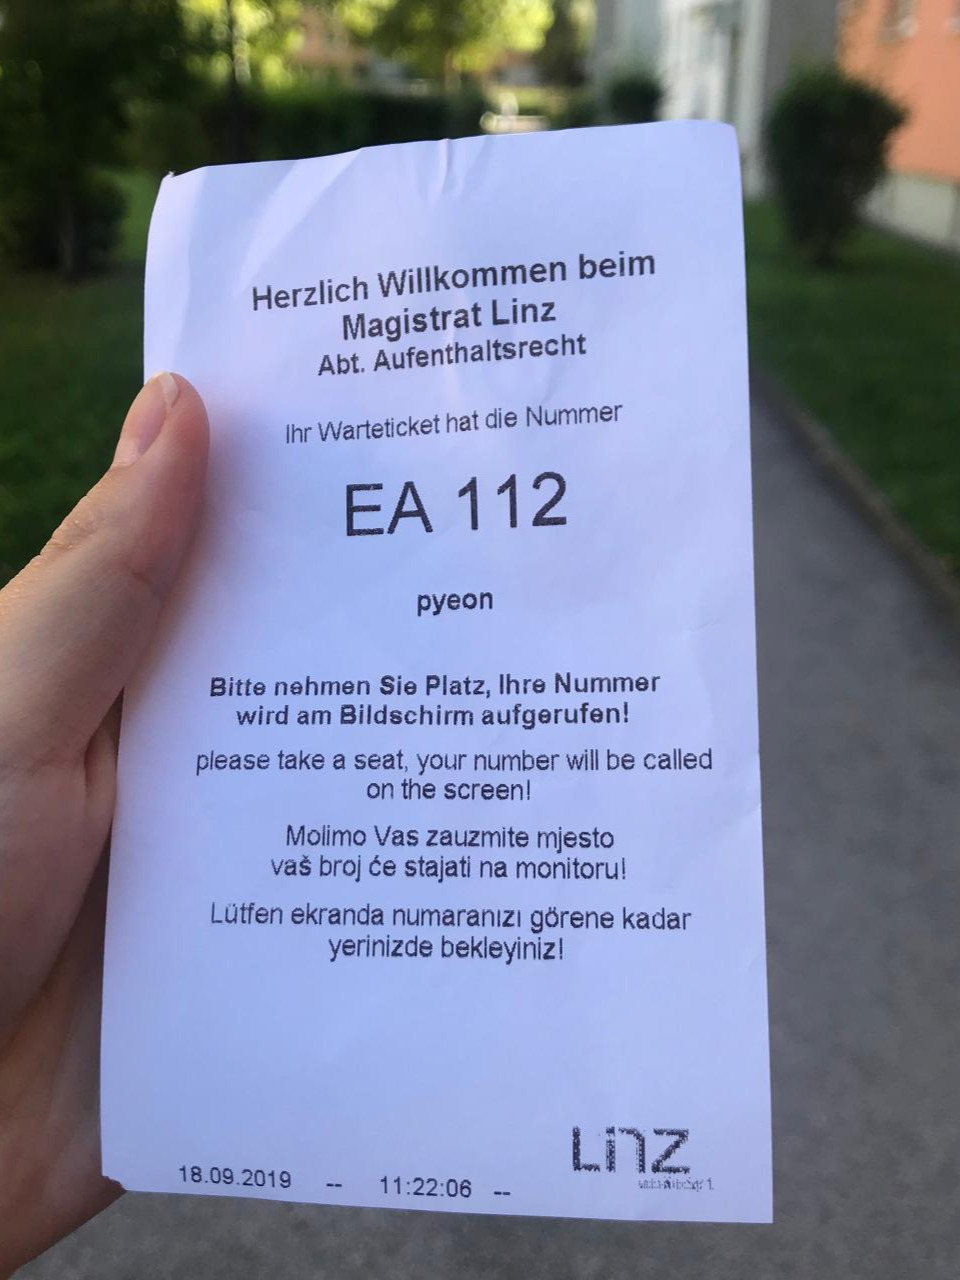 Herzlich Willkommen beim
Magistrat Linz
Abt. Aufenthaltsrecht
Ihr Warteticket hat die Nummer
EA 112
pyeon
Bitte nehmen Sie Platz, Ihre Nummer
wird am Bildschirm aufgerufen!
please take a seat, your number will be called
on the screen!
Molimo Vas zauzmite mjesto
vaš broj će stajati na monitoru!
Lütfen ekranda numaranızı görene kadar
yerinizde bekleyiniz!
Linz
18.09.2019 -- 11:22:06 --